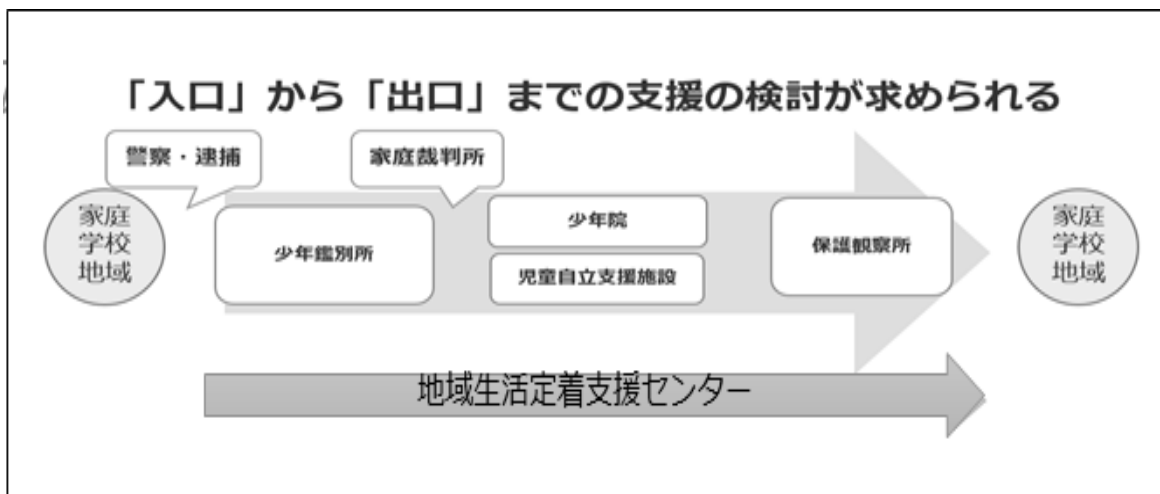 「入口」から「出口」までの支援の検討が求められる
警察・逮捕
家庭裁判所
家庭
学校
地域
少年鑑別所
少年院
児童自立支援施設
保護観察所
家庭
学校
地域
地域生活定着支援センター